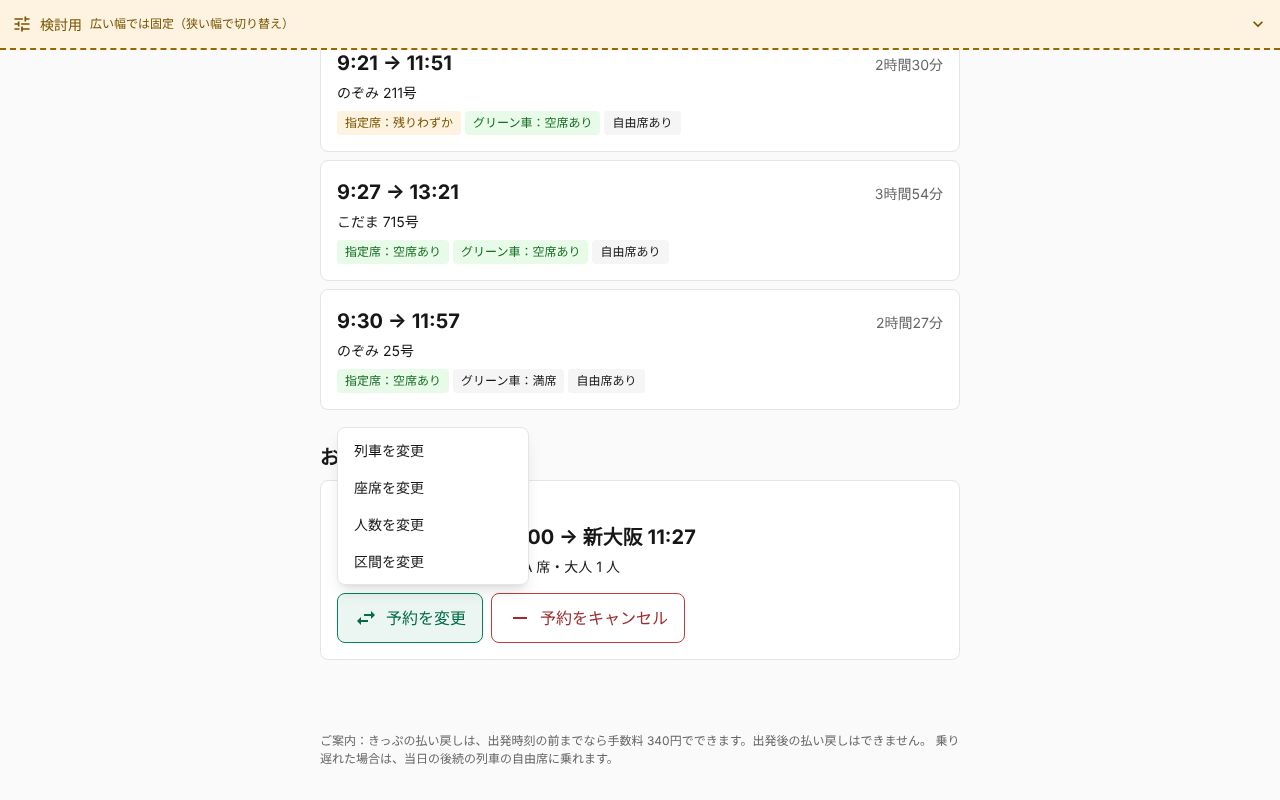 検討用 広い幅では固定（狭い幅で切り替え）
9:21 → 11:51 2時間30分
のぞみ 211号
指定席：残りわずか グリーン車：空席あり 自由席あり
9:27 → 13:21 3時間54分
こだま 715号
指定席：空席あり グリーン車：空席あり 自由席あり
9:30 → 11:57 2時間27分
のぞみ 25号
指定席：空席あり グリーン車：満席 自由席あり
お
列車を変更
座席を変更
人数を変更
区間を変更
00 → 新大阪 11:27
席・大人 1 人
予約を変更 予約をキャンセル
ご案内：きっぷの払い戻しは、出発時刻の前までなら手数料 340円でできます。出発後の払い戻しはできません。 乗り
遅れた場合は、当日の後続の列車の自由席に乗れます。